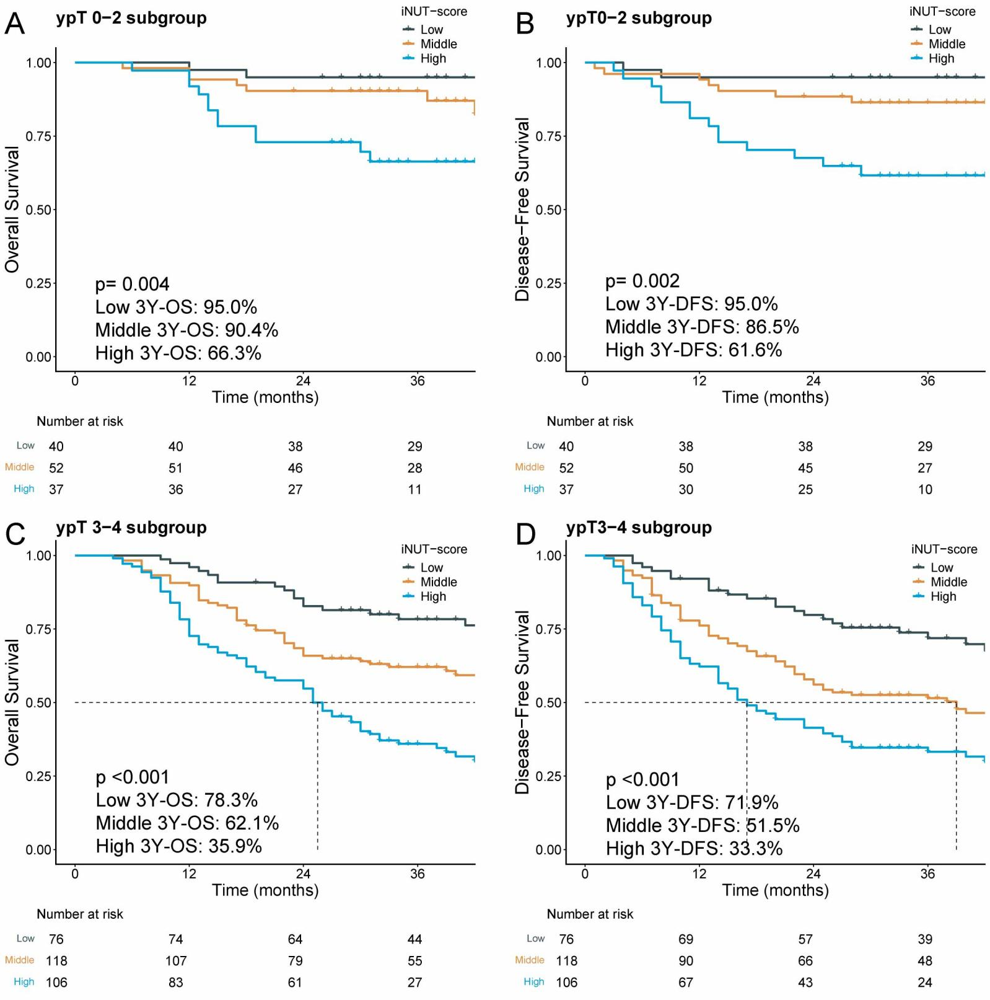 A
ypT 0−2 subgroup
iNUT−score
Low
Middle
High
Overall Survival
1.00
0.75
0.50
0.25
0.00
p= 0.004
Low 3Y-OS: 95.0%
Middle 3Y-OS: 90.4%
High 3Y-OS: 66.3%
0 12 24 36
Time (months)
Number at risk
Low 40 40 38 29
Middle 52 51 46 28
High 37 36 27 11
B
ypT0−2 subgroup
iNUT−score
Low
Middle
High
Disease−Free Survival
1.00
0.75
0.50
0.25
0.00
p= 0.002
Low 3Y-DFS: 95.0%
Middle 3Y-DFS: 86.5%
High 3Y-DFS: 61.6%
0 12 24 36
Time (months)
Number at risk
Low 40 38 38 29
Middle 52 50 45 27
High 37 30 25 10
C
ypT 3−4 subgroup
iNUT−score
Low
Middle
High
Overall Survival
1.00
0.75
0.50
0.25
0.00
p <0.001
Low 3Y-OS: 78.3%
Middle 3Y-OS: 62.1%
High 3Y-OS: 35.9%
0 12 24 36
Time (months)
Number at risk
Low 76 74 64 44
Middle 118 107 79 55
High 106 83 61 27
D
ypT3−4 subgroup
iNUT−score
Low
Middle
High
Disease−Free Survival
1.00
0.75
0.50
0.25
0.00
p <0.001
Low 3Y-DFS: 71.9%
Middle 3Y-DFS: 51.5%
High 3Y-DFS: 33.3%
0 12 24 36
Time (months)
Number at risk
Low 76 69 57 39
Middle 118 90 66 48
High 106 67 43 24